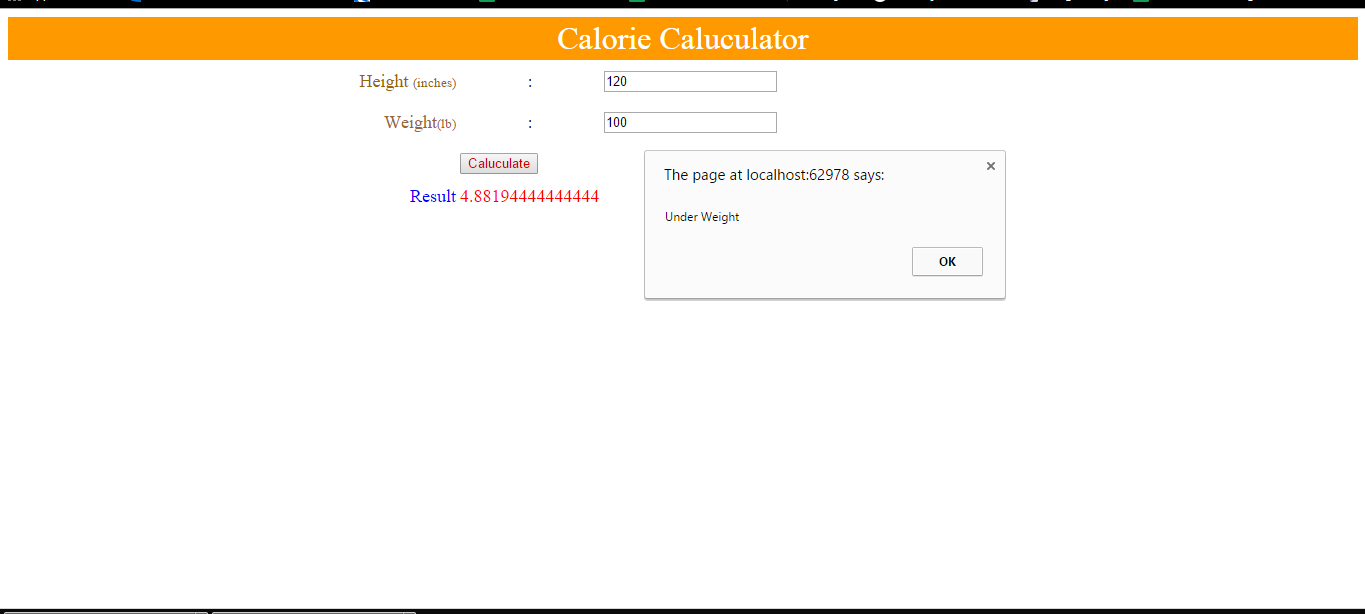 Calorie Caluculator
Height (inches) : 120
Weight(lb) : 100
Caluculate
Result 4.88194444444444
The page at localhost:62978 says:
×
Under Weight
OK